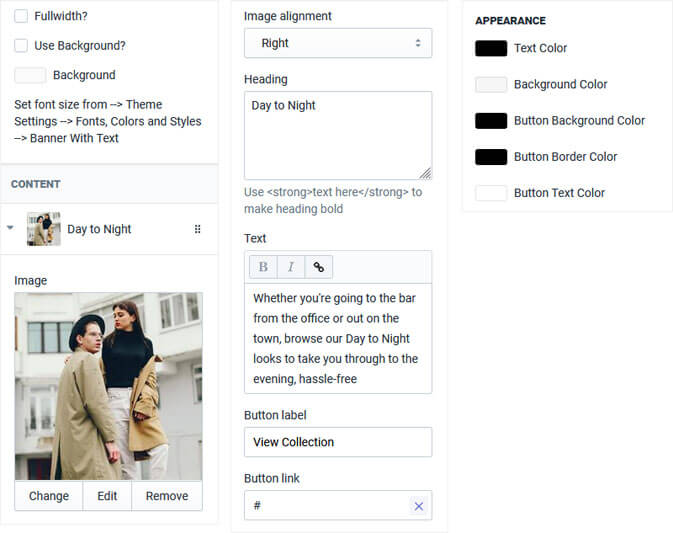 Fullwidth?
Use Background?
Background
Set font size from --> Theme
Settings --> Fonts, Colors and Styles
--> Banner With Text
CONTENT
Day to Night
Image
Change
Edit
Remove
Image alignment
Right
Heading
Day to Night
Use <strong>text here</strong> to
make heading bold
Text
B I
Whether you're going to the bar
from the office or out on the
town, browse our Day to Night
looks to take you through to the
evening, hassle-free
Button label
View Collection
Button link
#
APPEARANCE
Text Color
Background Color
Button Background Color
Button Border Color
Button Text Color